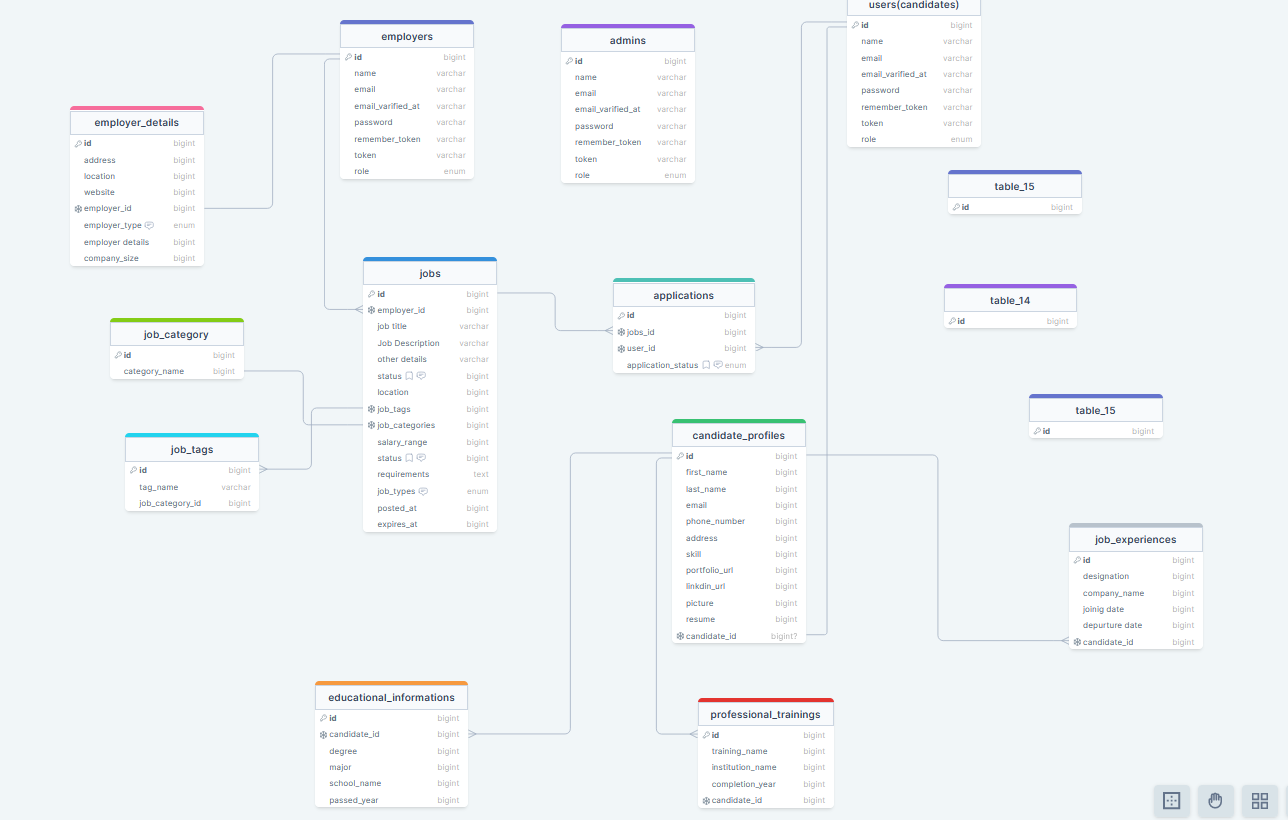 users(candidates)
id bigint
name varchar
email varchar
email_varified_at varchar
password varchar
remember_token varchar
token varchar
role enum
employers
id bigint
name varchar
email varchar
email_varified_at varchar
password varchar
remember_token varchar
token varchar
role enum
admins
id bigint
name varchar
email varchar
email_varified_at varchar
password varchar
remember_token varchar
token varchar
role enum
employer_details
id bigint
address bigint
location bigint
website bigint
employer_id bigint
employer_type enum
employer details bigint
company_size bigint
table_15
id bigint
jobs
id bigint
employer_id bigint
job title varchar
Job Description varchar
other details varchar
status bigint
location bigint
job_tags bigint
job_categories bigint
salary_range bigint
status bigint
requirements text
job_types enum
posted_at bigint
expires_at bigint
applications
id bigint
jobs_id bigint
user_id bigint
application_status enum
table_14
id bigint
job_category
id bigint
category_name bigint
table_15
id bigint
job_tags
id bigint
tag_name varchar
job_category_id bigint
candidate_profiles
id bigint
first_name bigint
last_name bigint
email bigint
phone_number bigint
address bigint
skill bigint
portfolio_url bigint
linkdin_url bigint
picture bigint
resume bigint
candidate_id bigint?
job_experiences
id bigint
designation bigint
company_name bigint
joinig date bigint
depurture date bigint
candidate_id bigint
educational_informations
id bigint
candidate_id bigint
degree bigint
major bigint
school_name bigint
passed_year bigint
professional_trainings
id bigint
training_name bigint
institution_name bigint
completion_year bigint
candidate_id bigint